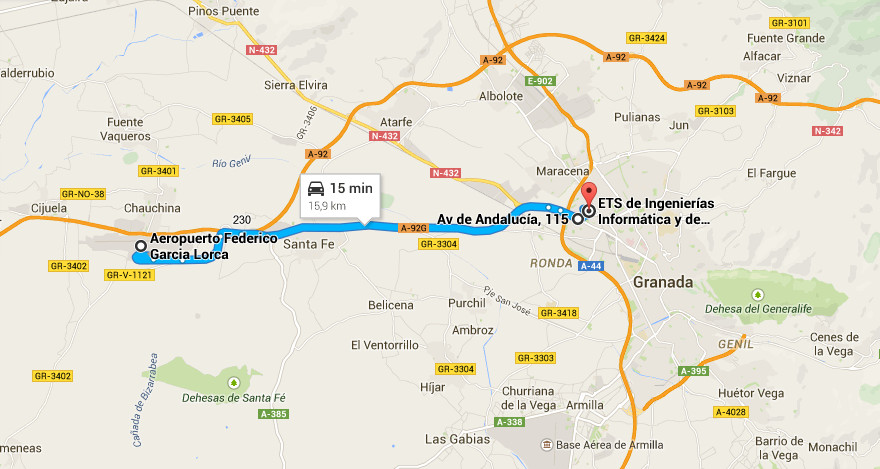 Pinos Puente
N-432
GR-3424
GR-3101
Fuente Grande
Alfacar
A-92
A-92
Viznar
alderrubio
Sierra Elvira
E-902
A-92
A-92
Albolote
GR-3406
Fuente
Vaqueros
GR-3405
Atarfe
Pulianas
GR-3103
Jun
N-432
N-342
Río Genil
A-92
GR-3401
Maracena
N-432
El Fargue
GR-NO-38
15 min
15,9 km
Cijuela
Chauchina
230
ETS de Ingenierías
Informática y de...
Av de Andalucía, 115
A-92G
Aeropuerto Federico
García Lorca
Santa Fe
GR-3304
GR-3402
GR-V-1121
RONDA
A-44
Granada
Pje San José
Belicena
Purchil
GR-3418
Dehesa del Generalife
Ambroz
El Ventorrillo
GENIL
Cenes de
la Vega
GR-3303
Cañada de Bizarrabea
GR-3402
GR-3304
A-395
Híjar
Dehesas de Santa Fé
Churriana
de la Vega
Huétor Vega
A-385
Armilla
A-4028
A-338
Las Gabias
Base Aérea de Armilla
Barrio de
la Vega
Monachil
meneas